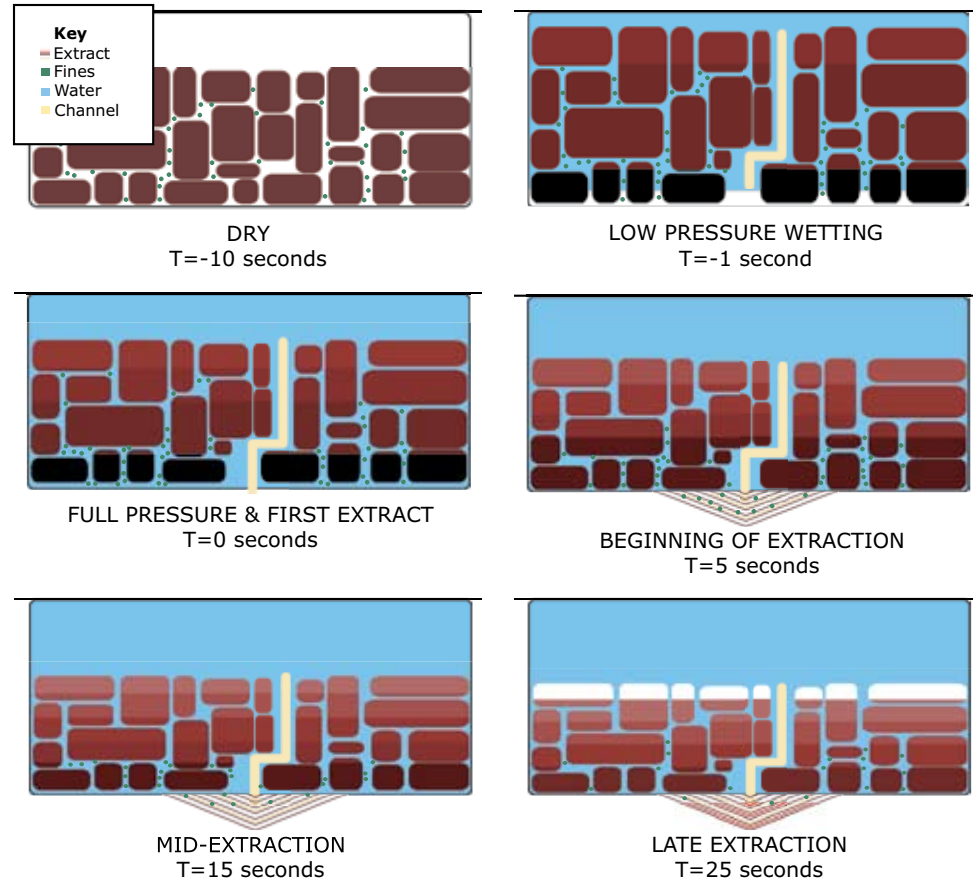 Key
Extract
Fines
Water
Channel
DRY
T=-10 seconds
LOW PRESSURE WETTING
T=-1 second
FULL PRESSURE & FIRST EXTRACT
T=0 seconds
BEGINNING OF EXTRACTION
T=5 seconds
MID-EXTRACTION
T=15 seconds
LATE EXTRACTION
T=25 seconds